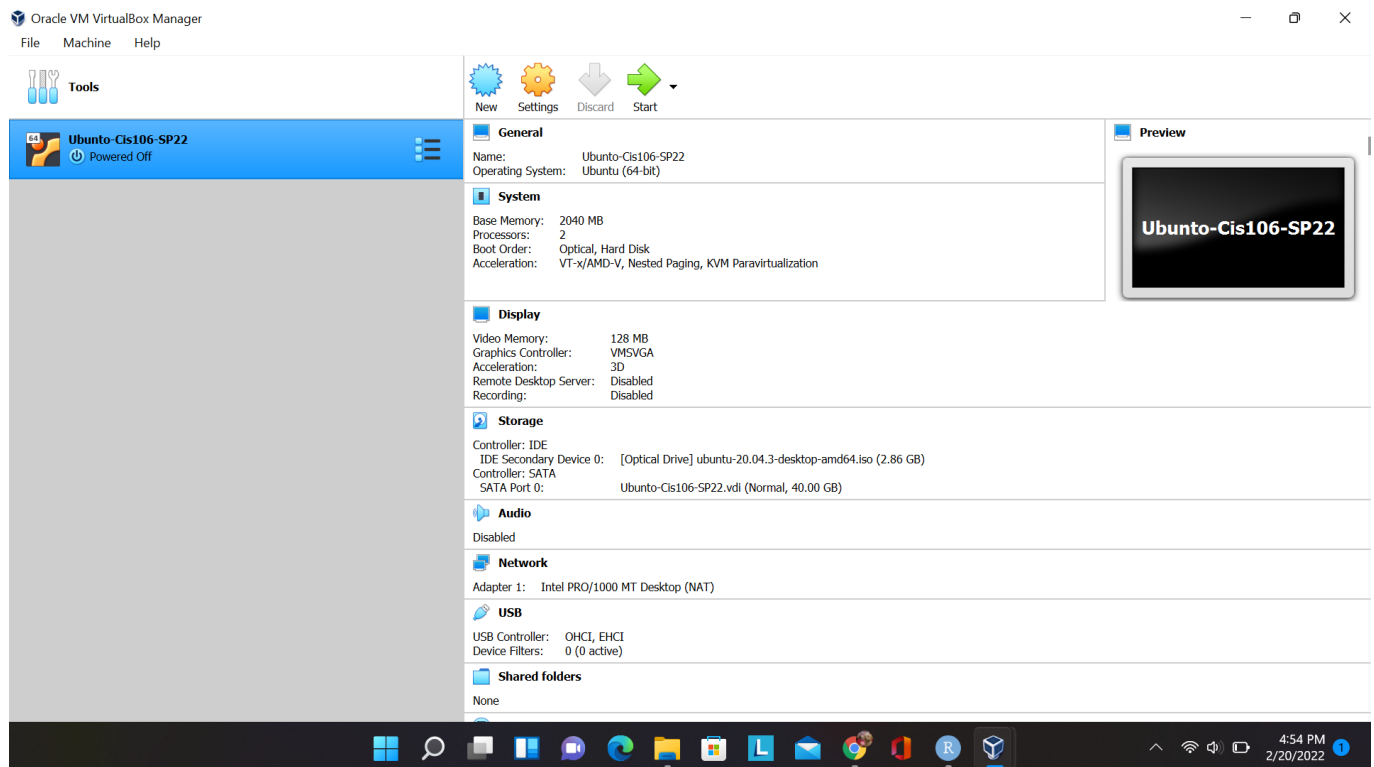 Oracle VM VirtualBox Manager
File Machine Help
Tools
New Settings Discard Start
64
Ubunto-Cis106-SP22
Powered Off
General
Name: Ubunto-Cis106-SP22
Operating System: Ubuntu (64-bit)
System
Base Memory: 2040 MB
Processors: 2
Boot Order: Optical, Hard Disk
Acceleration: VT-x/AMD-V, Nested Paging, KVM Paravirtualization
Preview
Ubunto-Cis106-SP22
Display
Video Memory: 128 MB
Graphics Controller: VMSVGA
Acceleration: 3D
Remote Desktop Server: Disabled
Recording: Disabled
Storage
Controller: IDE
IDE Secondary Device 0: [Optical Drive] ubuntu-20.04.3-desktop-amd64.iso (2.86 GB)
Controller: SATA
SATA Port 0: Ubunto-Cis106-SP22.vdi (Normal, 40.00 GB)
Audio
Disabled
Network
Adapter 1: Intel PRO/1000 MT Desktop (NAT)
USB
USB Controller: OHCI, EHCI
Device Filters: 0 (0 active)
Shared folders
None
L
R
4:54 PM
2/20/2022
1